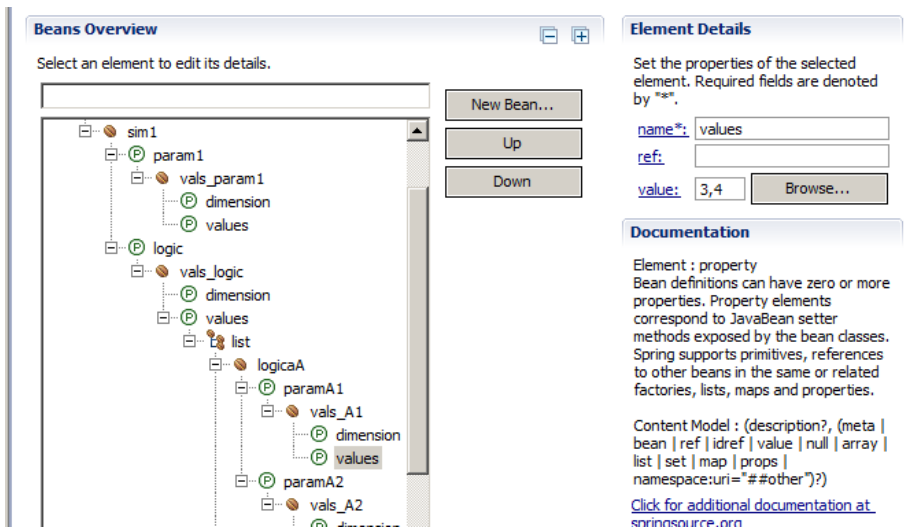 Beans Overview
Select an element to edit its details.
New Bean...
Up
Down
sim1
param1
vals_param1
dimension
values
logic
vals_logic
dimension
values
list
logicaA
paramA1
vals_A1
dimension
values
paramA2
vals_A2
dimension
Element Details
Set the properties of the selected
element. Required fields are denoted
by "*".
name*: values
ref:
value: 3,4 Browse...
Documentation
Element : property
Bean definitions can have zero or more
properties. Property elements
correspond to JavaBean setter
methods exposed by the bean classes.
Spring supports primitives, references
to other beans in the same or related
factories, lists, maps and properties.
Content Model : (description?, (meta |
bean | ref | idref | value | null | array |
list | set | map | props |
namespace:uri="##other")?)
Click for additional documentation at
springsource.org